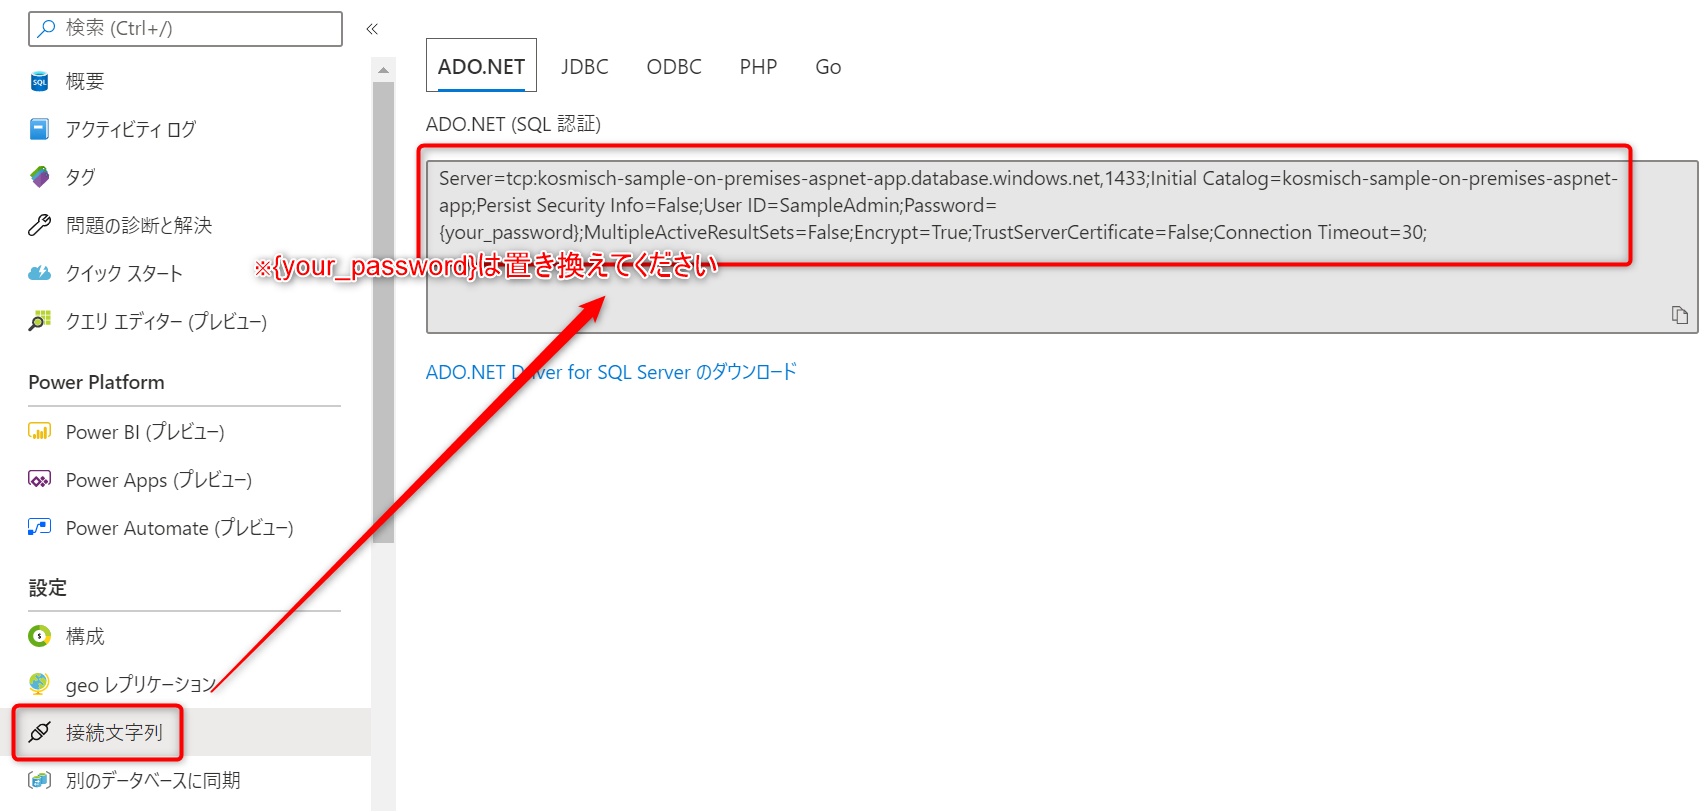 検索 (Ctrl+/)
«
概要
アクティビティ ログ
タグ
問題の診断と解決
クイック スタート
クエリ エディター (プレビュー)
Power Platform
Power BI (プレビュー)
Power Apps (プレビュー)
Power Automate (プレビュー)
設定
構成
geo レプリケーション
接続文字列
別のデータベースに同期
ADO.NET JDBC ODBC PHP Go
ADO.NET (SQL 認証)
Server=tcp:kosmisch-sample-on-premises-aspnet-app.database.windows.net,1433;Initial Catalog=kosmisch-sample-on-premises-aspnet-
app;Persist Security Info=False;User ID=SampleAdmin;Password=
{your_password};MultipleActiveResultSets=False;Encrypt=True;TrustServerCertificate=False;Connection Timeout=30;
※{your_password}は置き換えてください
ADO.NET Driver for SQL Server のダウンロード